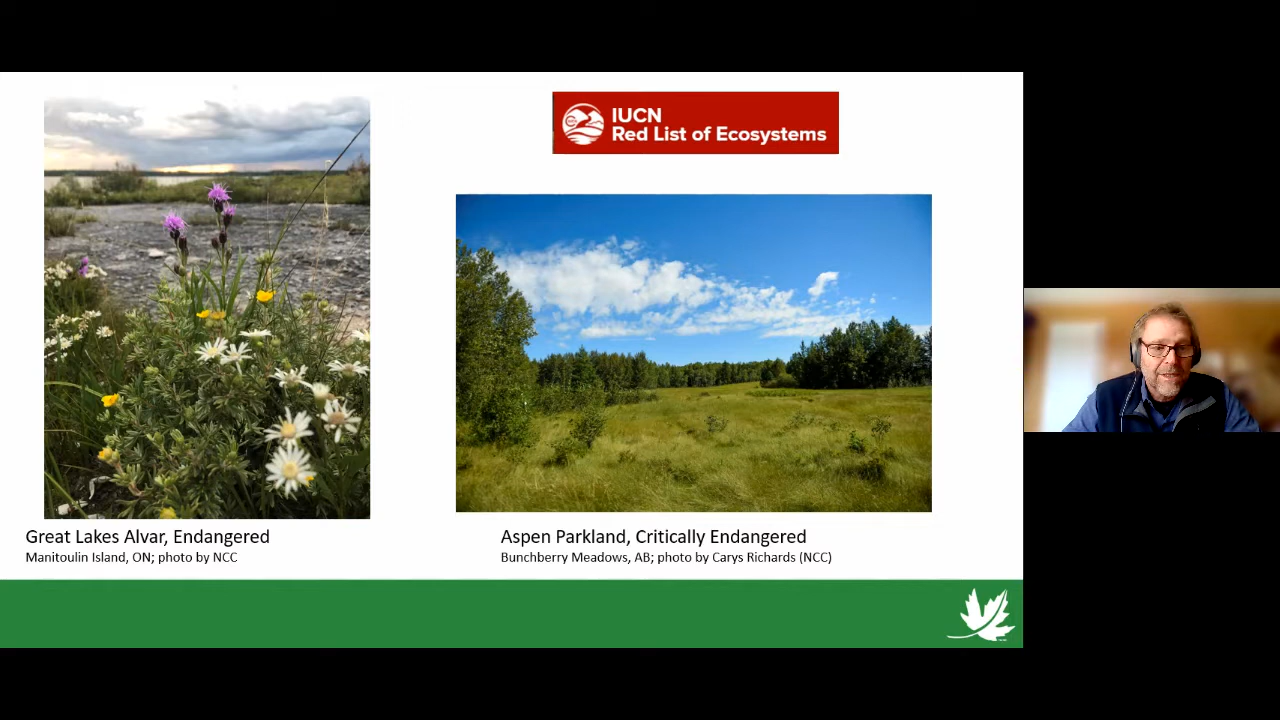 IUCN
Red List of Ecosystems
Great Lakes Alvar, Endangered
Manitoulin Island, ON; photo by NCC
Aspen Parkland, Critically Endangered
Bunchberry Meadows, AB; photo by Carys Richards (NCC)